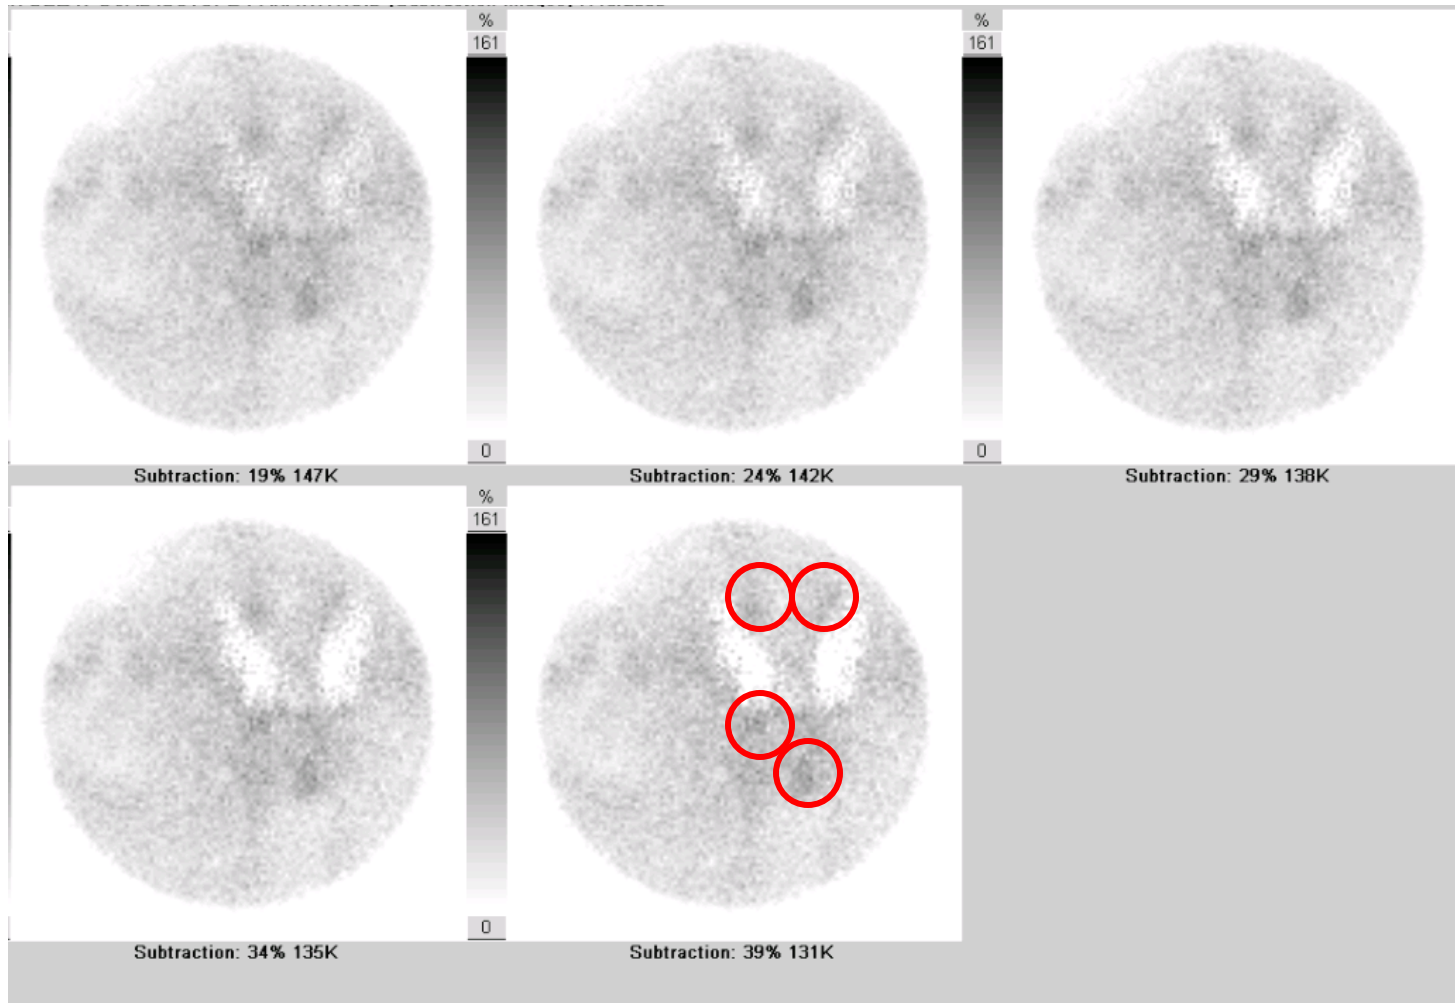 %
161
%
161
0
0
Subtraction: 19% 147K
Subtraction: 24% 142K
Subtraction: 29% 138K
%
161
0
Subtraction: 34% 135K
Subtraction: 39% 131K